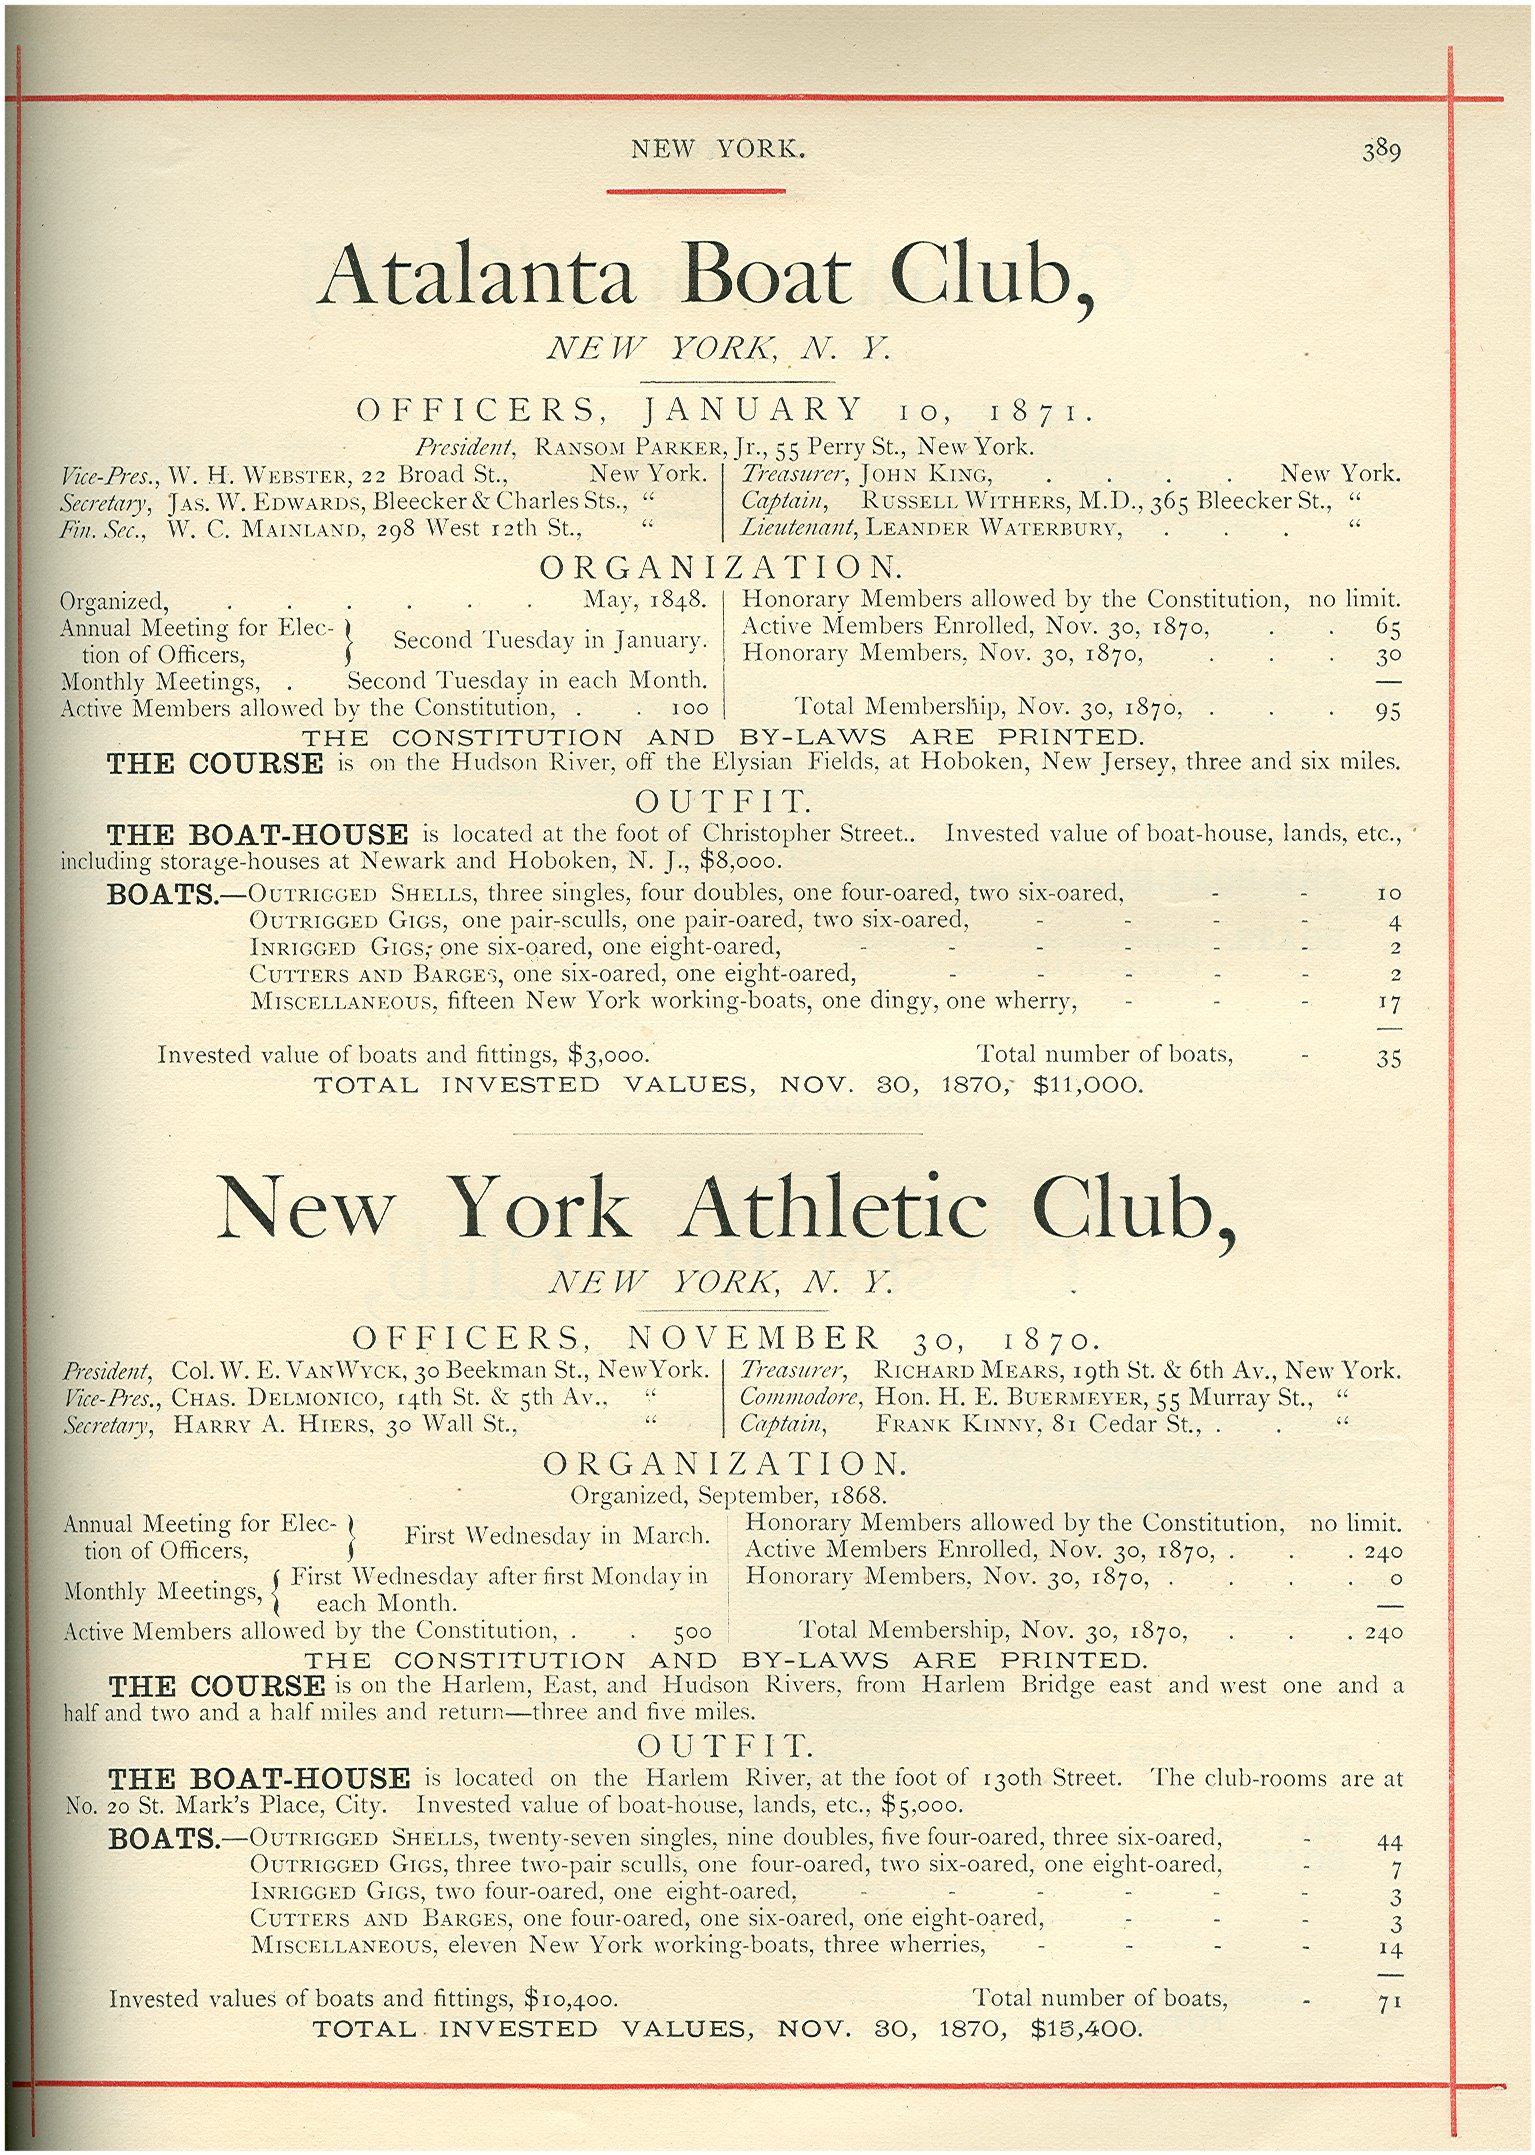 NEW YORK.
389
Atalanta Boat Club,
NEW YORK, N. Y.
OFFICERS, JANUARY 10, 1871.
President, RANSOM PARKER, Jr., 55 Perry St., New York.
Vice-Pres., W. H. WEBSTER, 22 Broad St., New York.
Secretary, JAS. W. EDWARDS, Bleecker & Charles Sts., “
Fin. Sec., W. C. MAINLAND, 298 West 12th St., “
Treasurer, JOHN KING, . . . . New York.
Captain, RUSSELL WITHERS, M.D., 365 Bleecker St., “
Lieutenant, LEANDER WATERBURY, . . . “
ORGANIZATION.
Organized, . . . . . . May, 1848.
Annual Meeting for Elec-
tion of Officers, } Second Tuesday in January.
Monthly Meetings, . Second Tuesday in each Month.
Active Members allowed by the Constitution, . . 100
Honorary Members allowed by the Constitution, no limit.
Active Members Enrolled, Nov. 30, 1870, . . 65
Honorary Members, Nov. 30, 1870, . . . 30
Total Membership, Nov. 30, 1870, . . . 95
THE CONSTITUTION AND BY-LAWS ARE PRINTED.
THE COURSE is on the Hudson River, off the Elysian Fields, at Hoboken, New Jersey, three and six miles.
OUTFIT.
THE BOAT-HOUSE is located at the foot of Christopher Street.. Invested value of boat-house, lands, etc.,
including storage-houses at Newark and Hoboken, N. J., $8,000.
BOATS.—OUTRIGGED SHELLS, three singles, four doubles, one four-oared, two six-oared, - - 10
OUTRIGGED GIGS, one pair-sculls, one pair-oared, two six-oared, - - - - 4
INRIGGED GIGS, one six-oared, one eight-oared, - - - - - - 2
CUTTERS AND BARGES, one six-oared, one eight-oared, - - - - - 2
MISCELLANEOUS, fifteen New York working-boats, one dingy, one wherry, - - - 17
Invested value of boats and fittings, $3,000. Total number of boats, - 35
TOTAL INVESTED VALUES, NOV. 30, 1870, $11,000.
New York Athletic Club,
NEW YORK, N. Y.
OFFICERS, NOVEMBER 30, 1870.
President, Col. W. E. VANWYCK, 30 Beekman St., New York.
Vice-Pres., CHAS. DELMONICO, 14th St. & 5th Av., “
Secretary, HARRY A. HIERS, 30 Wall St., “
Treasurer, RICHARD MEARS, 19th St. & 6th Av., New York.
Commodore, Hon. H. E. BUERMEYER, 55 Murray St., “
Captain, FRANK KINNY, 81 Cedar St., . . “
ORGANIZATION.
Organized, September, 1868.
Annual Meeting for Elec-
tion of Officers, } First Wednesday in March.
Monthly Meetings, { First Wednesday after first Monday in
each Month.
Active Members allowed by the Constitution, . . 500
Honorary Members allowed by the Constitution, no limit.
Active Members Enrolled, Nov. 30, 1870, . . . 240
Honorary Members, Nov. 30, 1870, . . . . 0
Total Membership, Nov. 30, 1870, . . . 240
THE CONSTITUTION AND BY-LAWS ARE PRINTED.
THE COURSE is on the Harlem, East, and Hudson Rivers, from Harlem Bridge east and west one and a
half and two and a half miles and return—three and five miles.
OUTFIT.
THE BOAT-HOUSE is located on the Harlem River, at the foot of 130th Street. The club-rooms are at
No. 20 St. Mark's Place, City. Invested value of boat-house, lands, etc., $5,000.
BOATS.—OUTRIGGED SHELLS, twenty-seven singles, nine doubles, five four-oared, three six-oared, - 44
OUTRIGGED GIGS, three two-pair sculls, one four-oared, two six-oared, one eight-oared, - 7
INRIGGED GIGS, two four-oared, one eight-oared, - - - - - - 3
CUTTERS AND BARGES, one four-oared, one six-oared, one eight-oared, - - - 3
MISCELLANEOUS, eleven New York working-boats, three wherries, - - - - 14
Invested values of boats and fittings, $10,400. Total number of boats, - 71
TOTAL INVESTED VALUES, NOV. 30, 1870, $15,400.